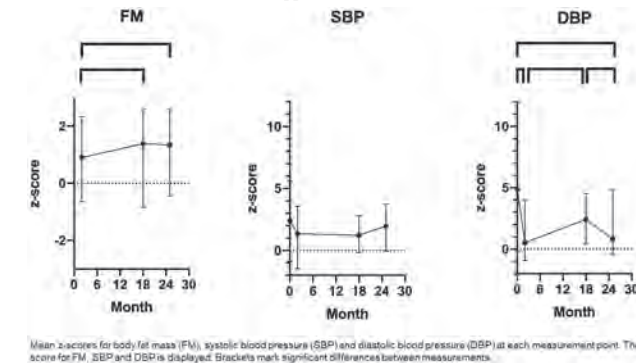 FM SBP DBP
2
0
-2
z-score
0 6 12 18 24 30
Month
10
5
0
z-score
0 6 12 18 24 30
Month
10
5
0
z-score
0 6 12 18 24 30
Month
Mean z-scores for body fat mass (FM), systolic blood pressure (SBP) and diastolic blood pressure (DBP) at each measurement point. Th
score for FM, SBP and DBP is displayed. Brackets mark significant differences between measurements.